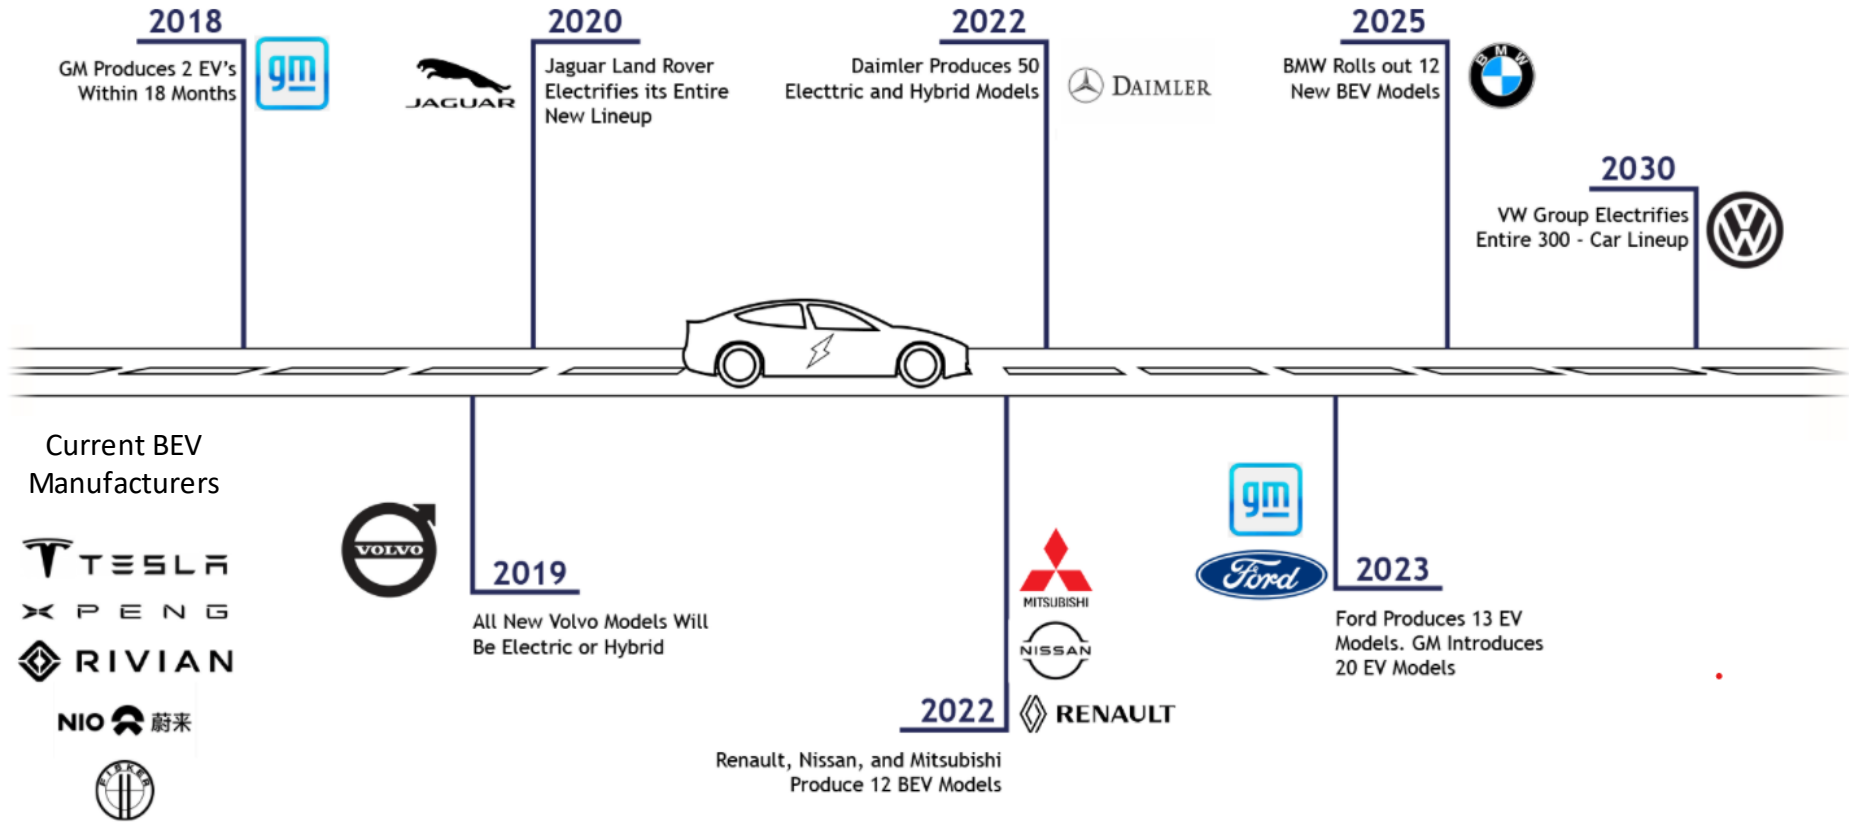 2018
GM Produces 2 EV's
Within 18 Months
gm
JAGUAR
2020
Jaguar Land Rover
Electrifies its Entire
New Lineup
2022
Daimler Produces 50
Electtric and Hybrid Models
DAIMLER
2025
BMW Rolls out 12
New BEV Models
BMW
2030
VW Group Electrifies
Entire 300 - Car Lineup
Current BEV
Manufacturers
TESLA
XPENG
RIVIAN
NIO 蔚来
FISKER
VOLVO
2019
All New Volvo Models Will
Be Electric or Hybrid
MITSUBISHI
NISSAN
RENAULT
2022
Renault, Nissan, and Mitsubishi
Produce 12 BEV Models
gm
Ford
2023
Ford Produces 13 EV
Models. GM Introduces
20 EV Models